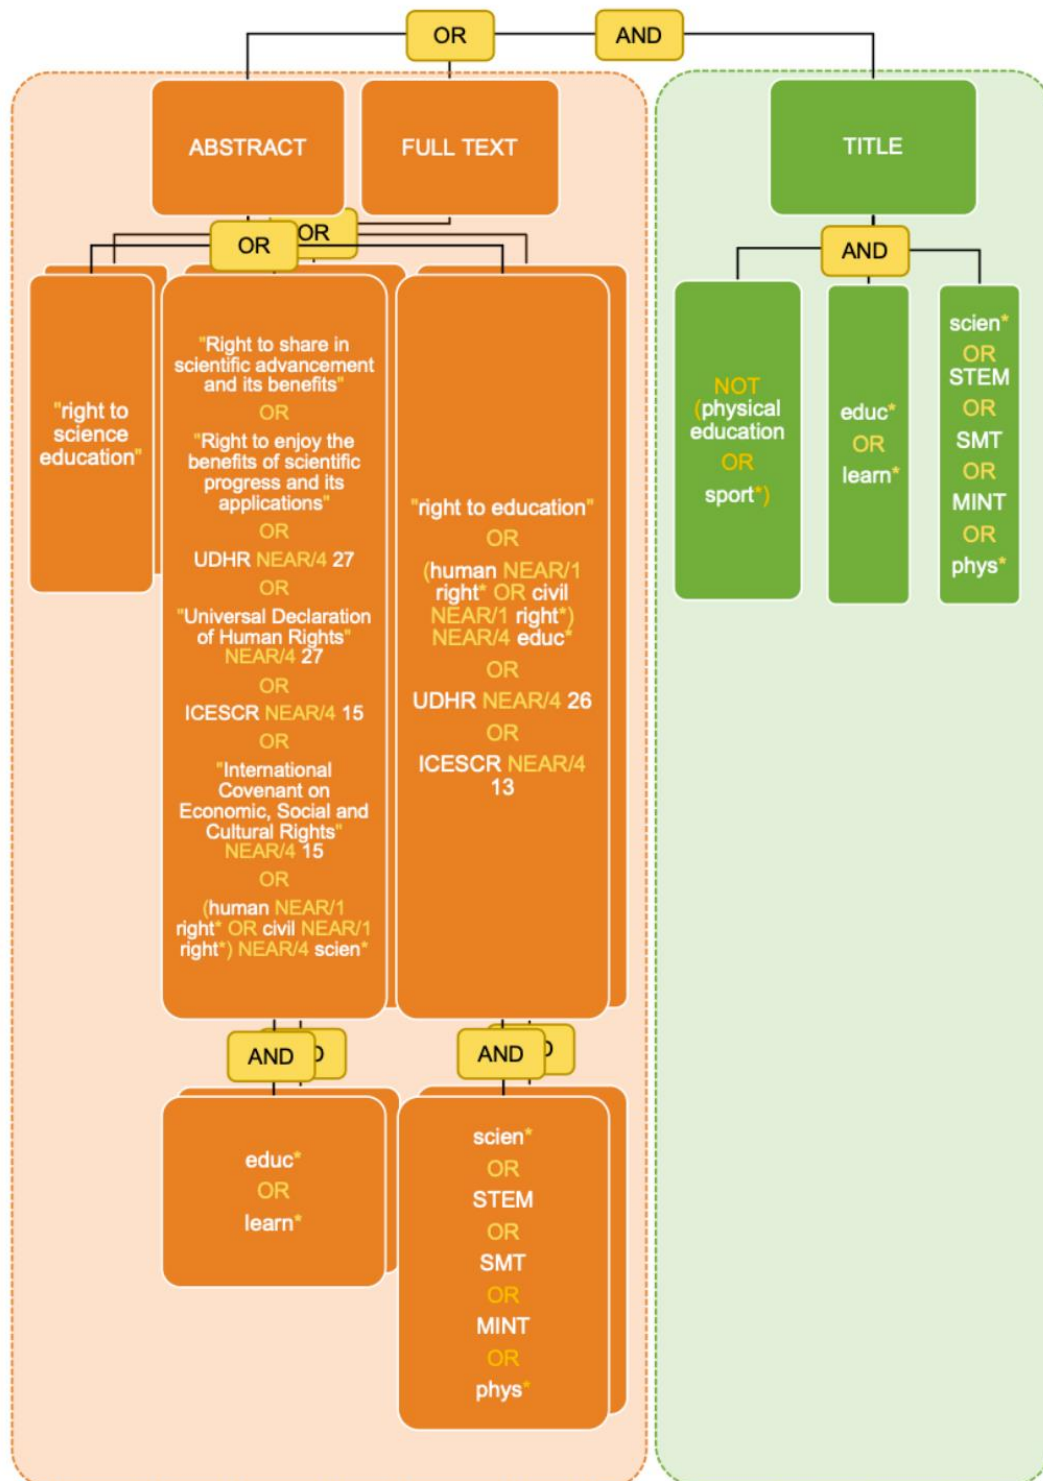 OR
AND
ABSTRACT
FULL TEXT
TITLE
OR
OR
AND
"right to
science
education"
"Right to share in
scientific advancement
and its benefits"
OR
"Right to enjoy the
benefits of scientific
progress and its
applications"
OR
UDHR NEAR/4 27
OR
"Universal Declaration
of Human Rights"
NEAR/4 27
OR
ICESCR NEAR/4 15
OR
"International
Covenant on
Economic, Social and
Cultural Rights"
NEAR/4 15
OR
(human NEAR/1
right* OR civil NEAR/1
right*) NEAR/4 scien*
"right to education"
OR
(human NEAR/1
right* OR civil
NEAR/1 right*)
NEAR/4 educ*
OR
UDHR NEAR/4 26
OR
ICESCR NEAR/4
13
NOT
(physical
education
OR
sport*)
educ*
OR
learn*
scien*
OR
STEM
OR
SMT
OR
MINT
OR
phys*
AND
D
AND
D
educ*
OR
learn*
scien*
OR
STEM
OR
SMT
OR
MINT
OR
phys*